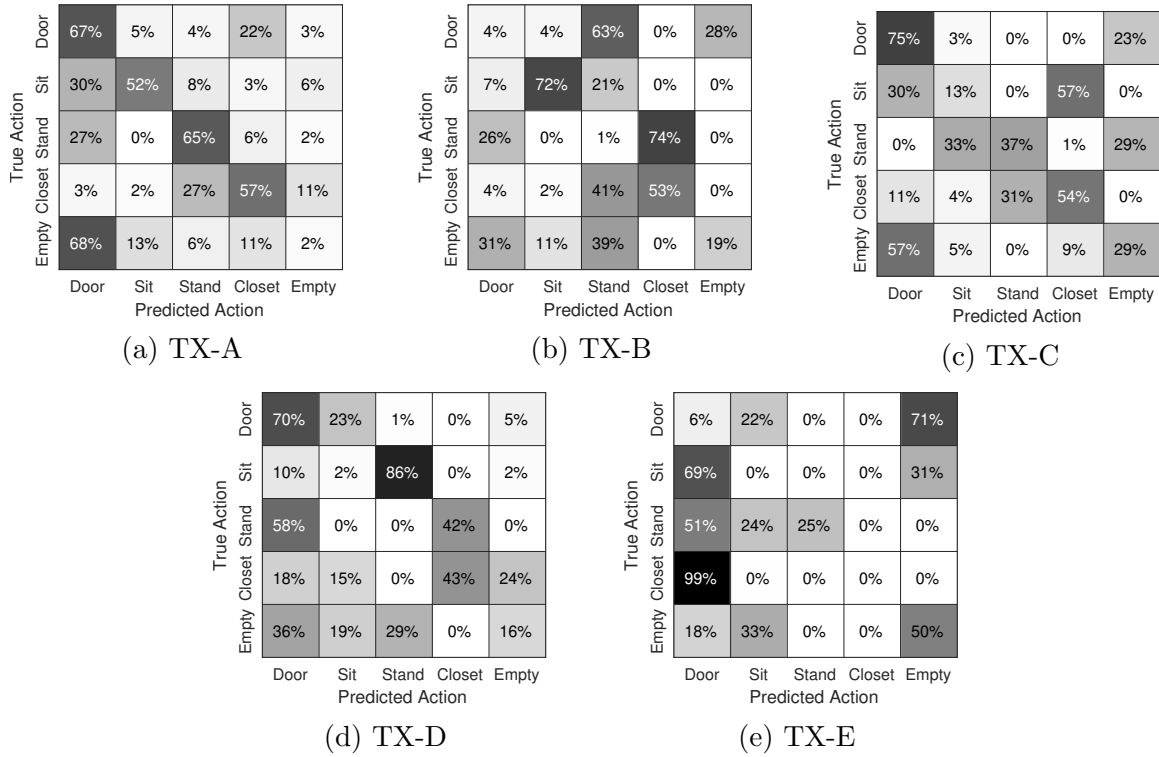 True Action
Door 67% 5% 4% 22% 3%
Sit 30% 52% 8% 3% 6%
Stand 27% 0% 65% 6% 2%
Closet 3% 2% 27% 57% 11%
Empty 68% 13% 6% 11% 2%
Door Sit Stand Closet Empty
Predicted Action
(a) TX-A
True Action
Door 4% 4% 63% 0% 28%
Sit 7% 72% 21% 0% 0%
Stand 26% 0% 1% 74% 0%
Closet 4% 2% 41% 53% 0%
Empty 31% 11% 39% 0% 19%
Door Sit Stand Closet Empty
Predicted Action
(b) TX-B
True Action
Door 75% 3% 0% 0% 23%
Sit 30% 13% 0% 57% 0%
Stand 0% 33% 37% 1% 29%
Closet 11% 4% 31% 54% 0%
Empty 57% 5% 0% 9% 29%
Door Sit Stand Closet Empty
Predicted Action
(c) TX-C
True Action
Door 70% 23% 1% 0% 5%
Sit 10% 2% 86% 0% 2%
Stand 58% 0% 0% 42% 0%
Closet 18% 15% 0% 43% 24%
Empty 36% 19% 29% 0% 16%
Door Sit Stand Closet Empty
Predicted Action
(d) TX-D
True Action
Door 6% 22% 0% 0% 71%
Sit 69% 0% 0% 0% 31%
Stand 51% 24% 25% 0% 0%
Closet 99% 0% 0% 0% 0%
Empty 18% 33% 0% 0% 50%
Door Sit Stand Closet Empty
Predicted Action
(e) TX-E